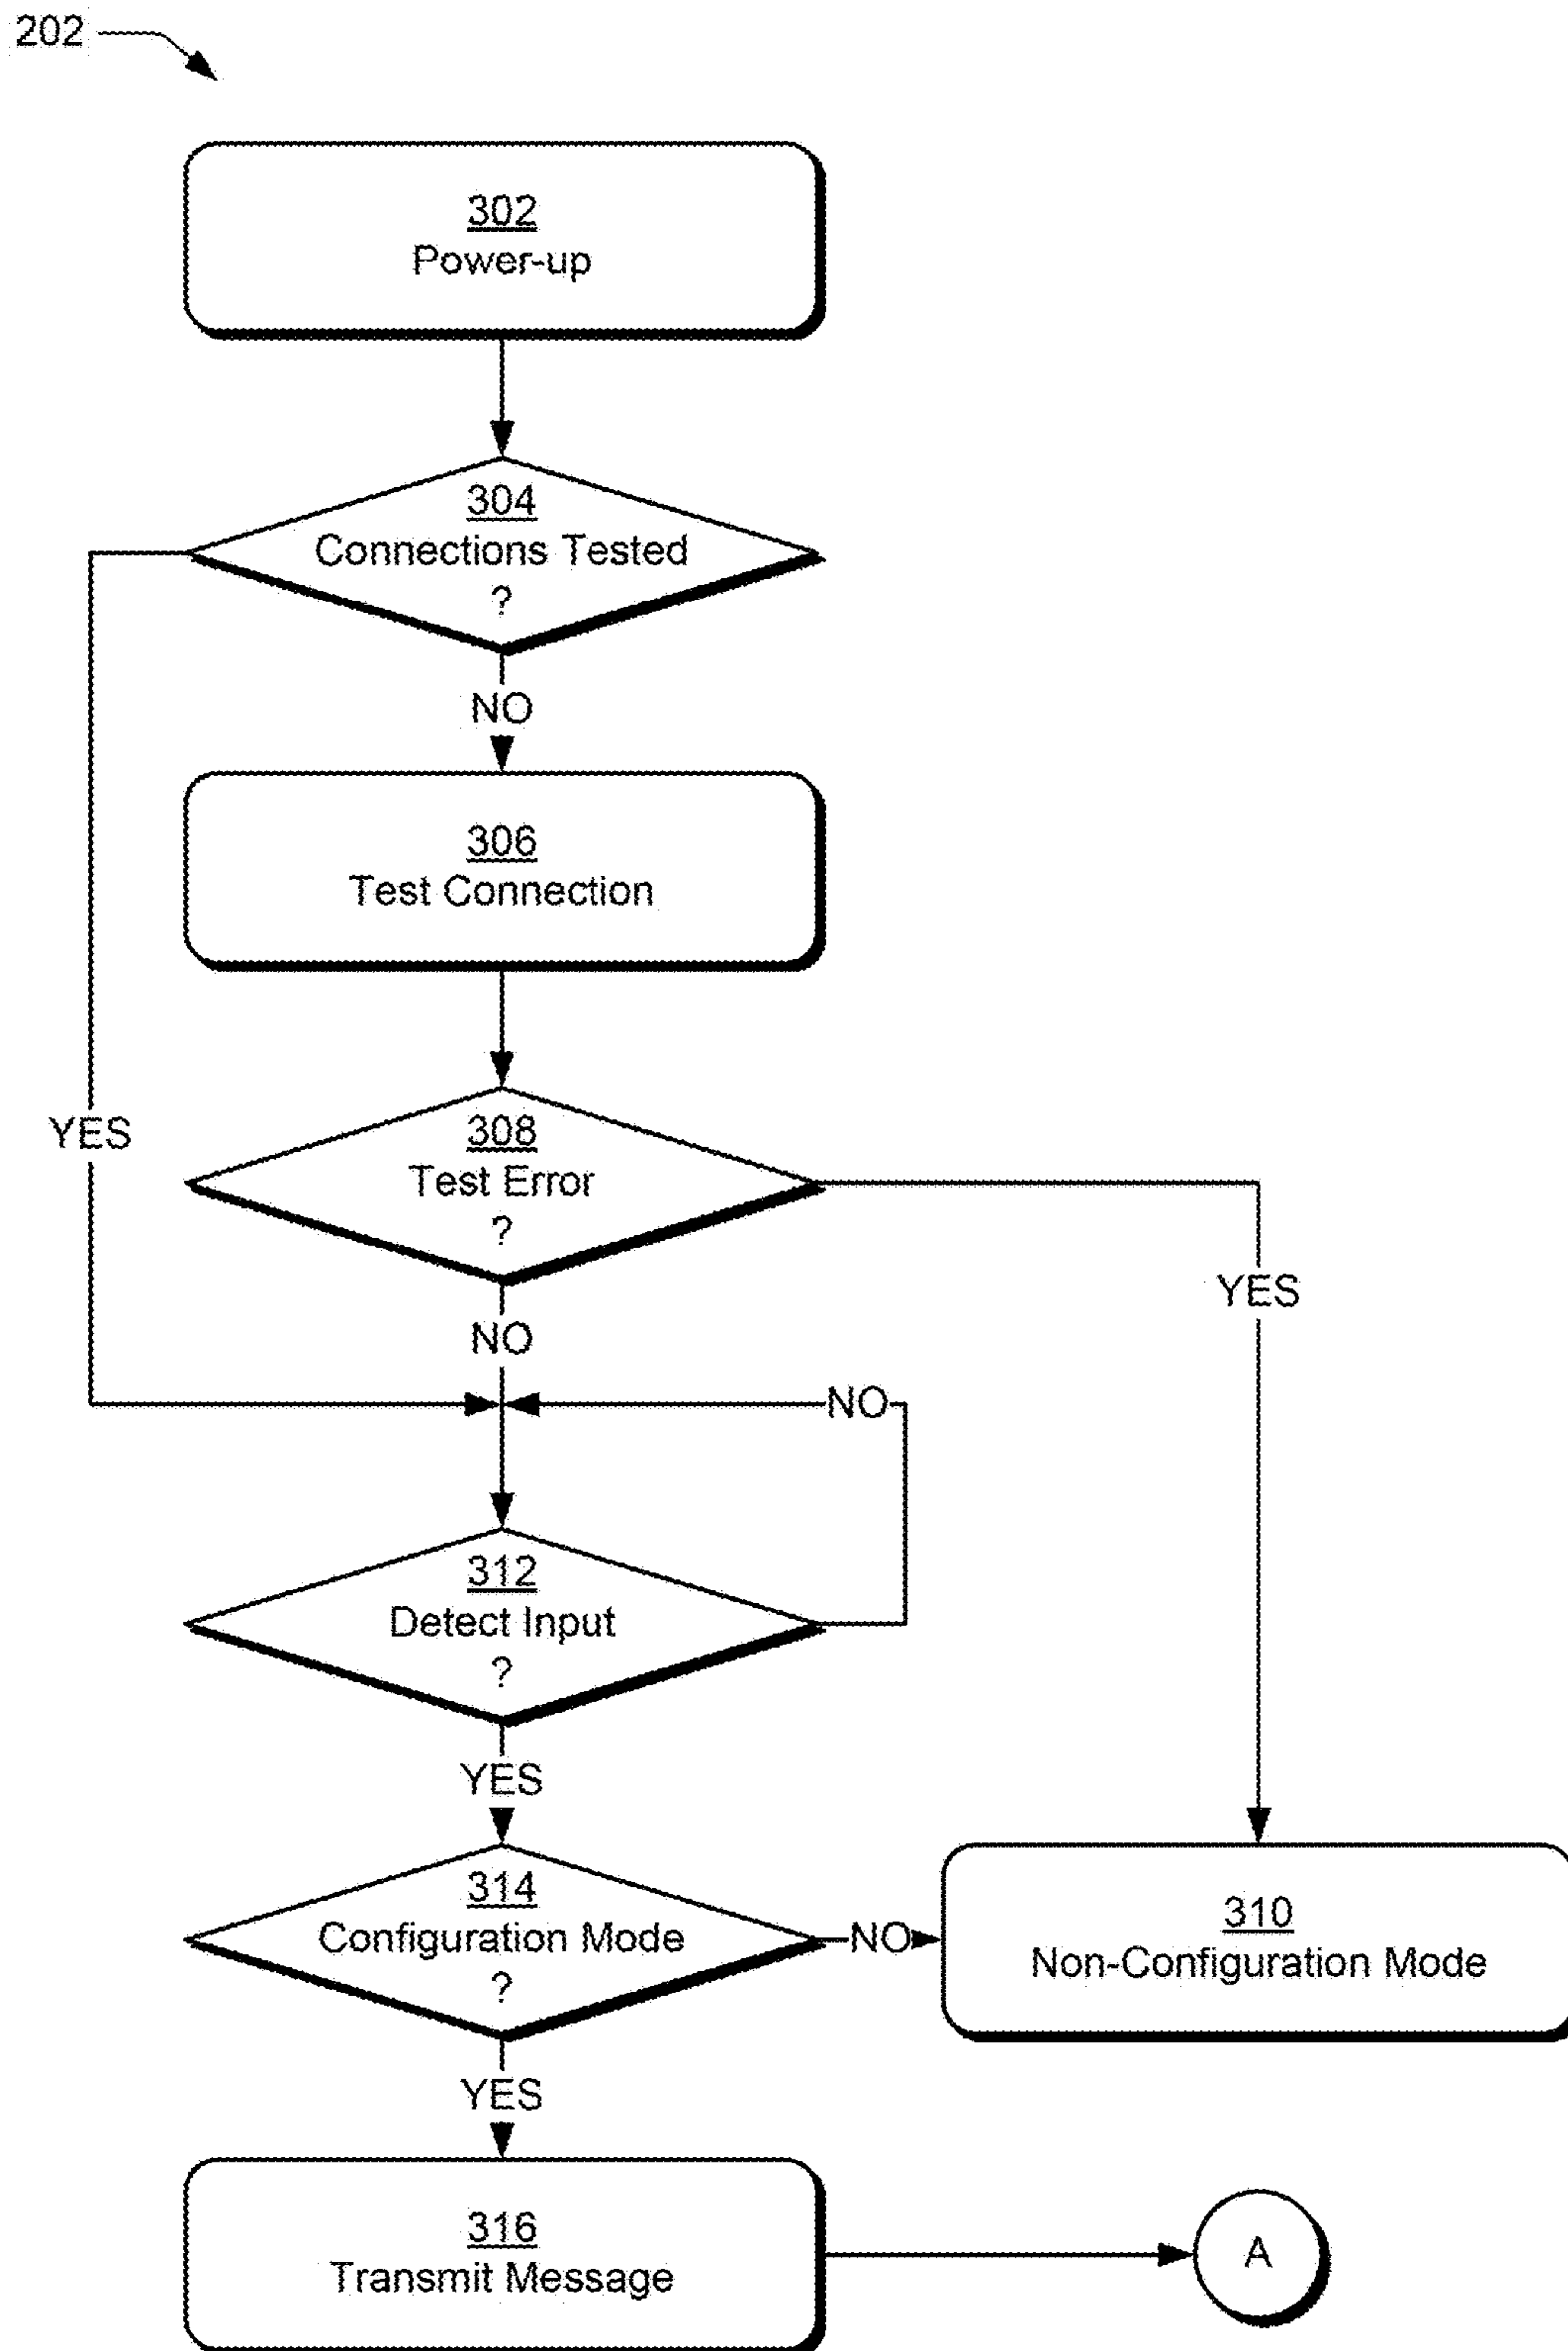 202
302
Power-up
304
Connections Tested
?
NO
306
Test Connection
YES
308
Test Error
?
YES
NO
NO
312
Detect Input
?
YES
314
Configuration Mode
?
NO
310
Non-Configuration Mode
YES
316
Transmit Message
A